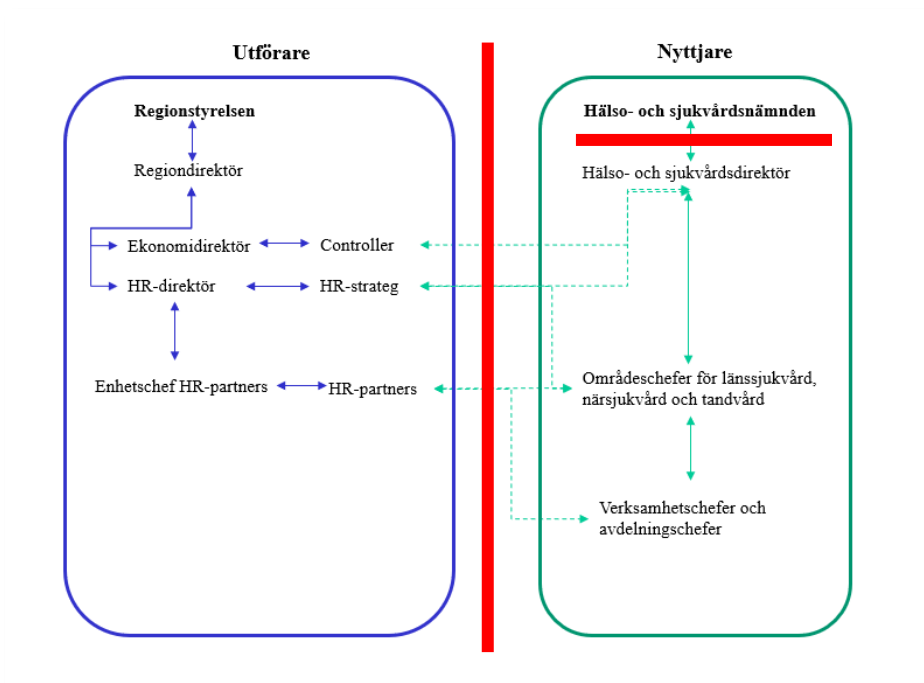 Utförare
Nyttjare
Regionstyrelsen
Hälso- och sjukvårdsnämnden
Regiondirektör
Hälso- och sjukvårdsdirektör
Ekonomidirektör
Controller
HR-direktör
HR-strateg
Enhetschef HR-partners
HR-partners
Områdeschefer för länssjukvård,
närsjukvård och tandvård
Verksamhetschefer och
avdelningschefer